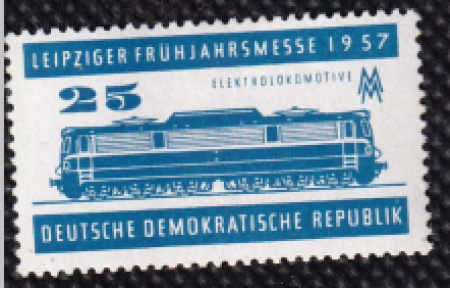 LEIPZIGER FRÜHJAHRSMESSE 1957
25
ELEKTROLOKOMOTIVE
MM
DEUTSCHE DEMOKRATISCHE REPUBLIK